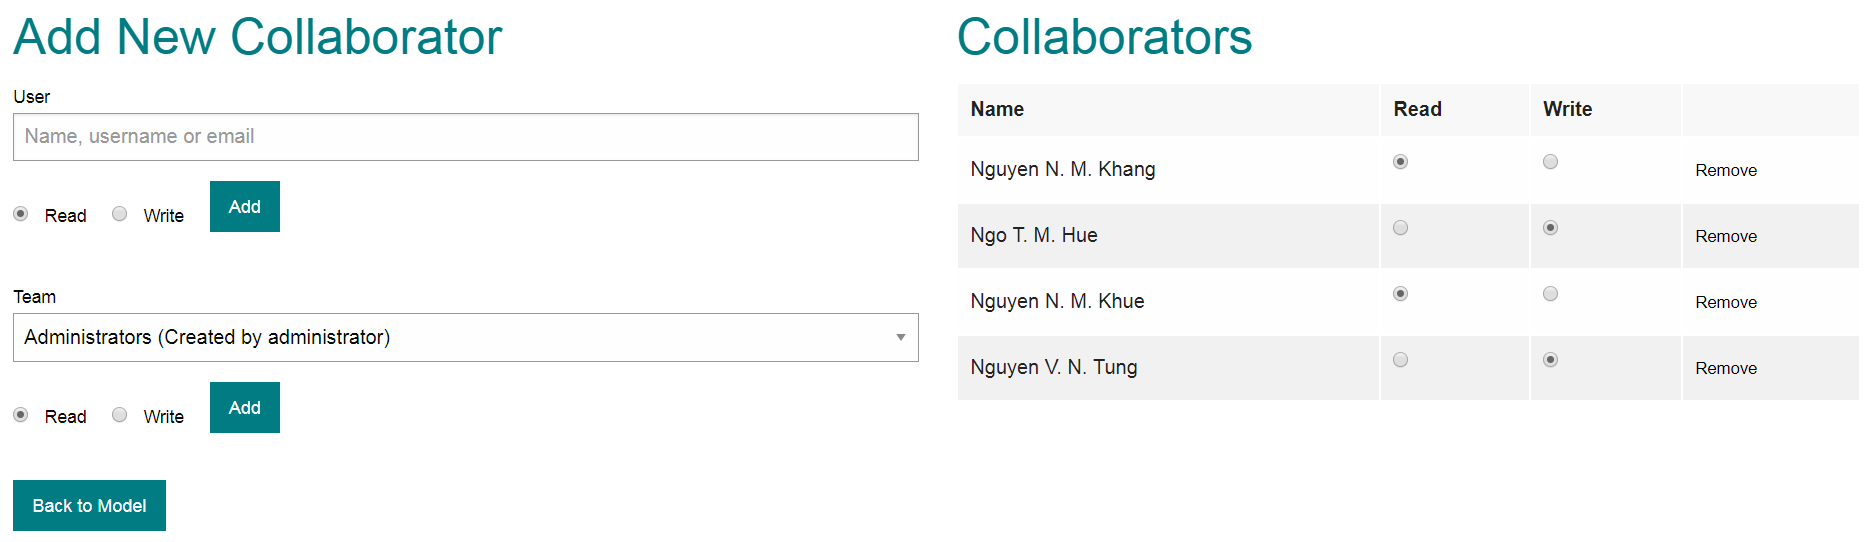 Add New Collaborator
User
Name, username or email
Read Write Add
Team
Administrators (Created by administrator)
Read Write Add
Back to Model
Collaborators
Name Read Write
Nguyen N. M. Khang Remove
Ngo T. M. Hue Remove
Nguyen N. M. Khue Remove
Nguyen V. N. Tung Remove